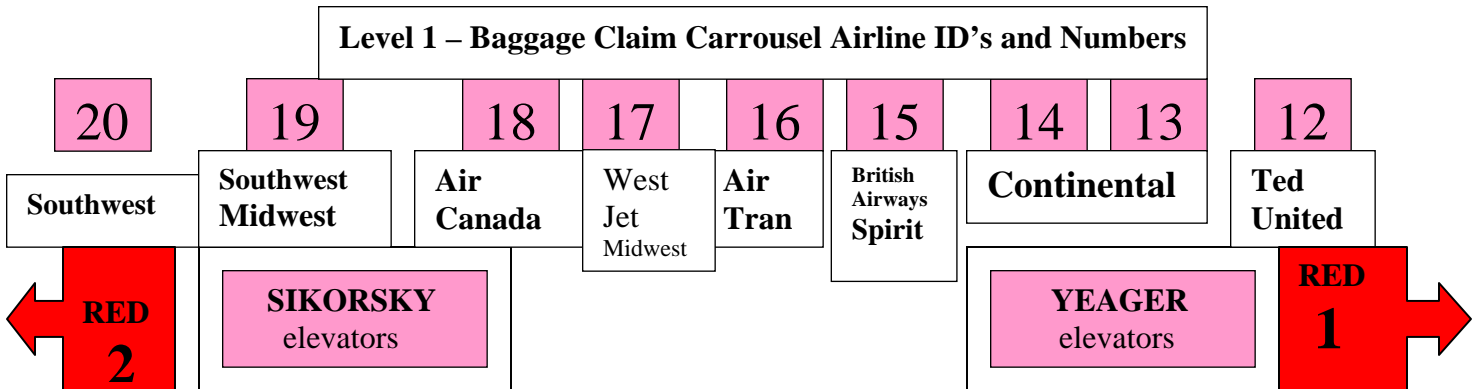 Level 1 – Baggage Claim Carrousel Airline ID's and Numbers
20
19
18
17
16
15
14
13
12
Southwest
Southwest
Midwest
Air
Canada
West
Jet
Midwest
Air
Tran
British
Airways
Spirit
Continental
Ted
United
RED
2
SIKORSKY
elevators
YEAGER
elevators
RED
1